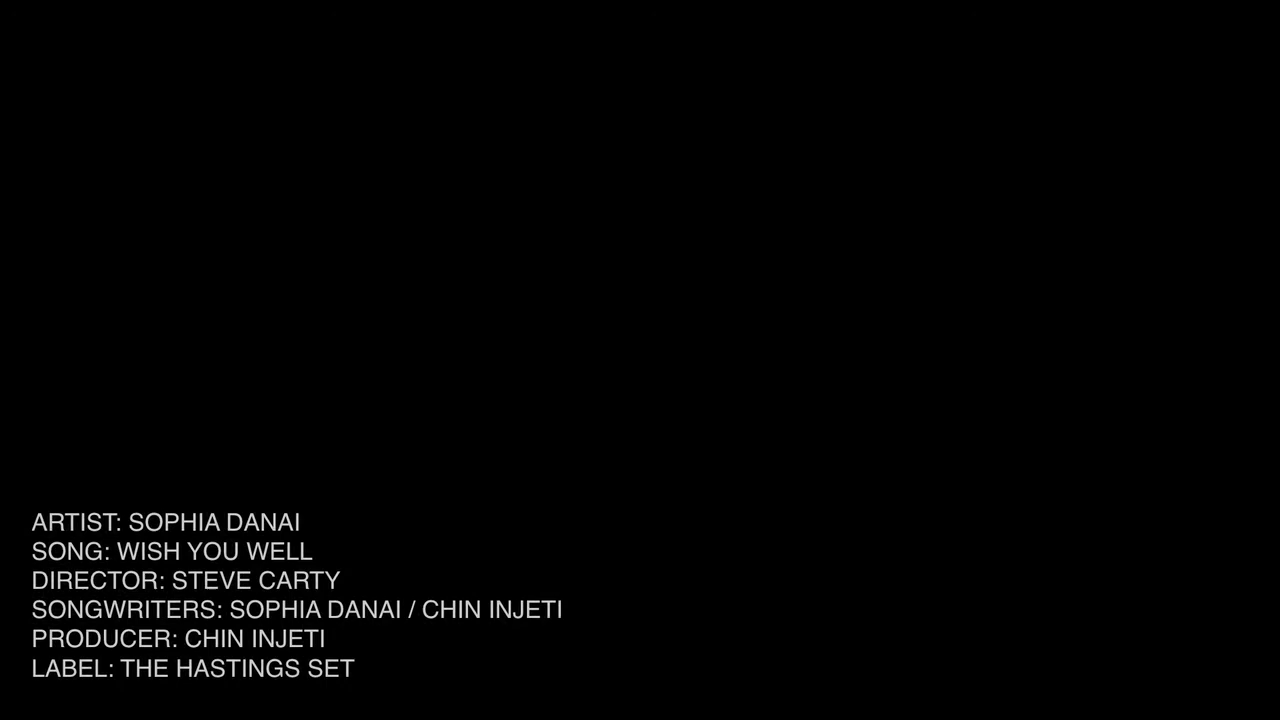 ARTIST: SOPHIA DANAI
SONG: WISH YOU WELL
DIRECTOR: STEVE CARTY
SONGWRITERS: SOPHIA DANAI / CHIN INJETI
PRODUCER: CHIN INJETI
LABEL: THE HASTINGS SET